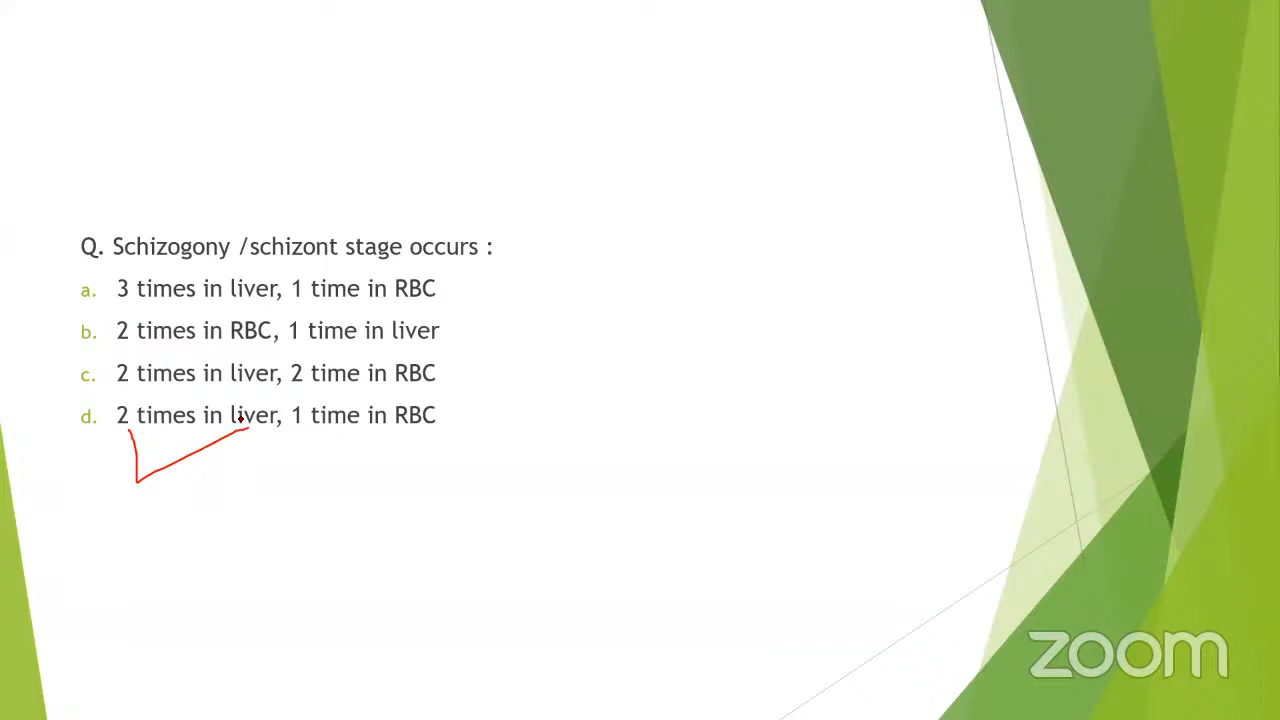 Q. Schizogony /schizont stage occurs :
a. 3 times in liver, 1 time in RBC
b. 2 times in RBC, 1 time in liver
c. 2 times in liver, 2 time in RBC
d. 2 times in liver, 1 time in RBC
zoom